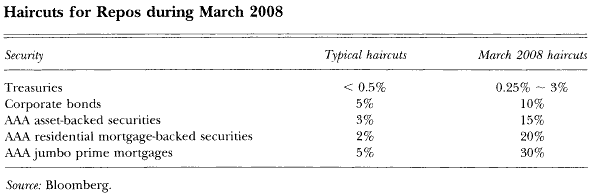 Haircuts for Repos during March 2008
Security Typical haircuts March 2008 haircuts
Treasuries < 0.5% 0.25% ~ 3%
Corporate bonds 5% 10%
AAA asset-backed securities 3% 15%
AAA residential mortgage-backed securities 2% 20%
AAA jumbo prime mortgages 5% 30%
Source: Bloomberg.